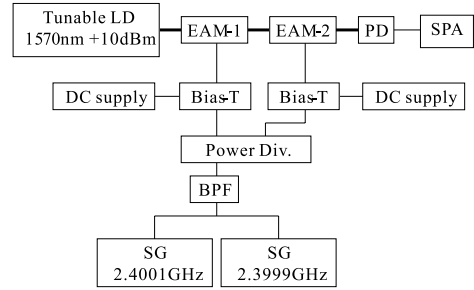 Tunable LD
1570nm +10dBm
EAM-1
EAM-2
PD
SPA
DC supply
Bias-T
Bias-T
DC supply
Power Div.
BPF
SG
2.4001GHz
SG
2.3999GHz